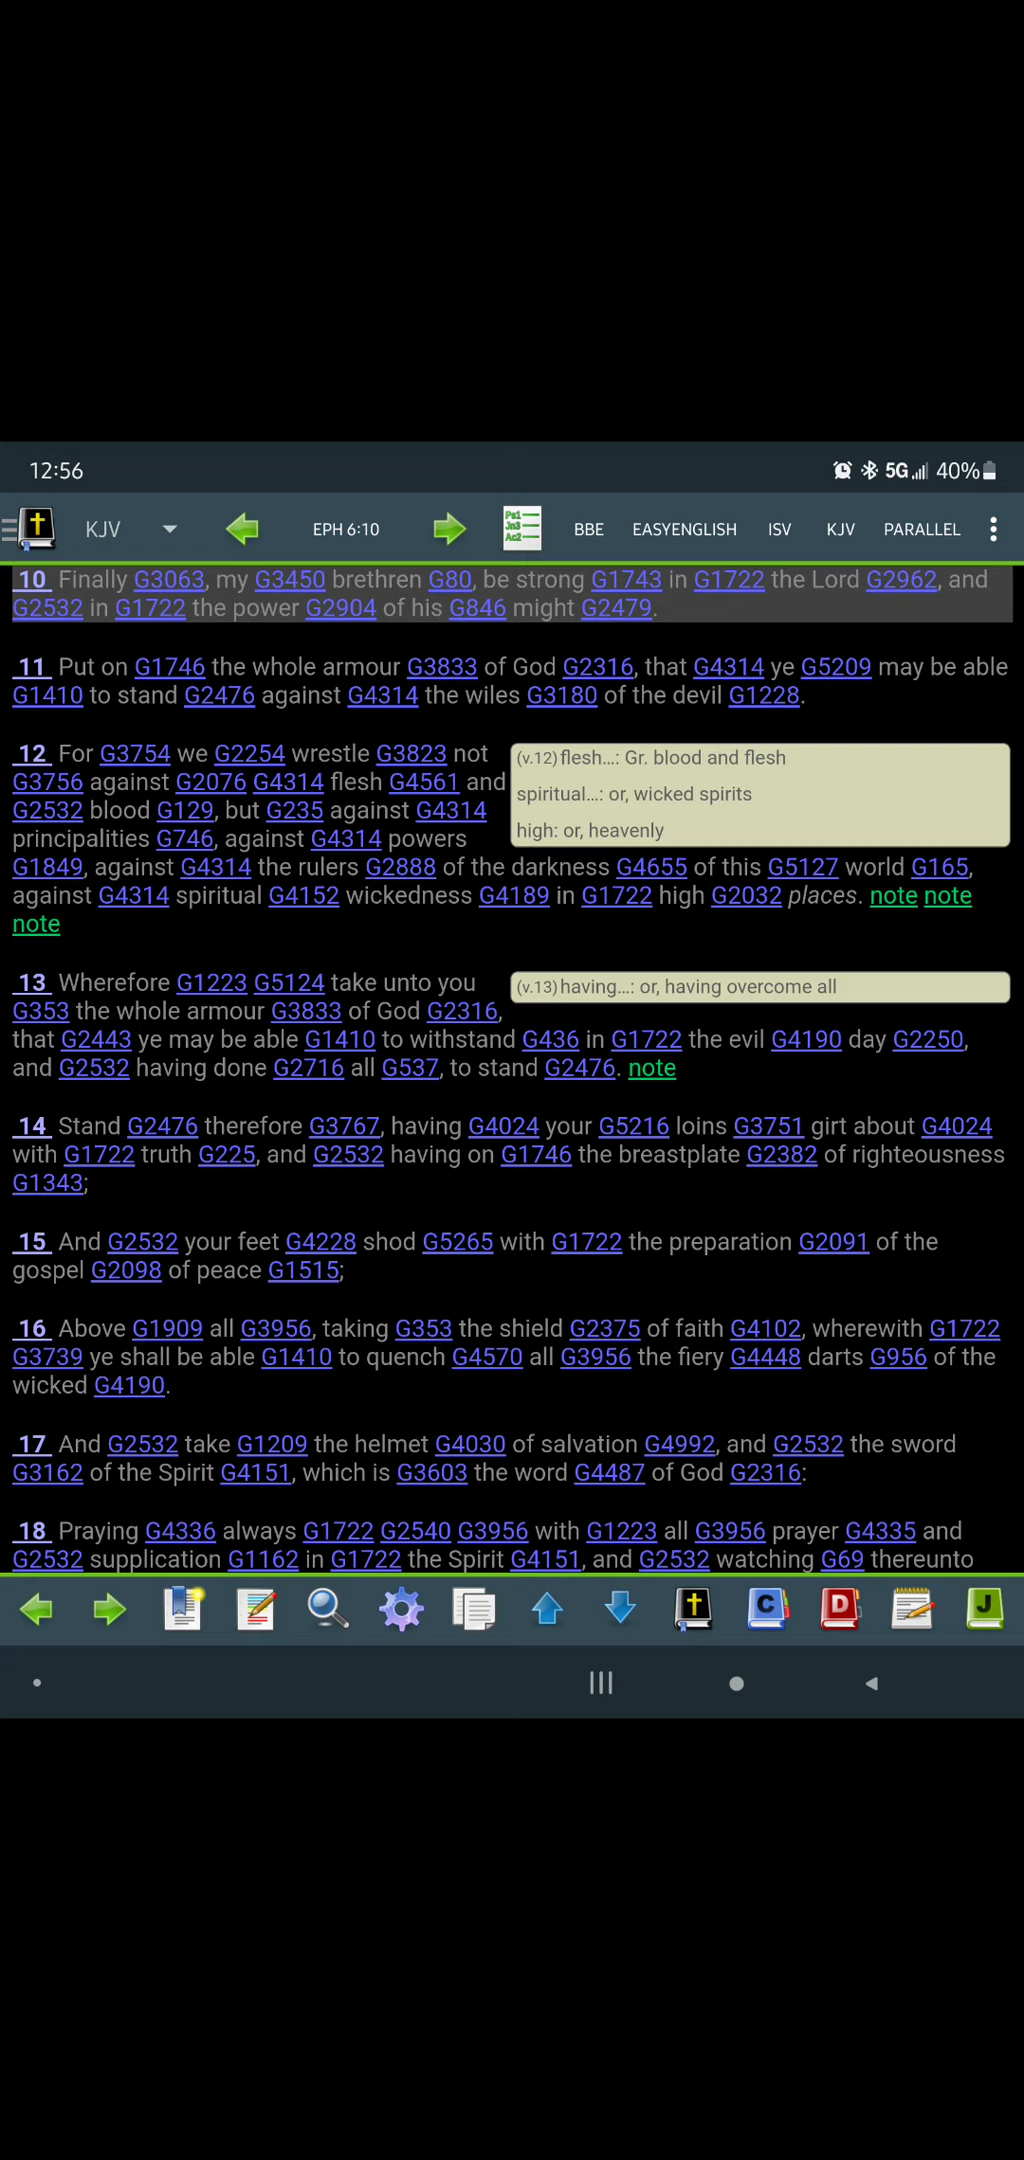 12:56 5G 40%
KJV EPH 6:10 Ps1 Jn3 Ac2 BBE EASYENGLISH ISV KJV PARALLEL
10 Finally G3063, my G3450 brethren G80, be strong G1743 in G1722 the Lord G2962, and
G2532 in G1722 the power G2904 of his G846 might G2479.
11 Put on G1746 the whole armour G3833 of God G2316, that G4314 ye G5209 may be able
G1410 to stand G2476 against G4314 the wiles G3180 of the devil G1228.
12 For G3754 we G2254 wrestle G3823 not
G3756 against G2076 G4314 flesh G4561 and
G2532 blood G129, but G235 against G4314
principalities G746, against G4314 powers
(v.12) flesh...: Gr. blood and flesh
spiritual...: or, wicked spirits
high: or, heavenly
G1849, against G4314 the rulers G2888 of the darkness G4655 of this G5127 world G165,
against G4314 spiritual G4152 wickedness G4189 in G1722 high G2032 places. note note
note
13 Wherefore G1223 G5124 take unto you
G353 the whole armour G3833 of God G2316,
(v.13) having...: or, having overcome all
that G2443 ye may be able G1410 to withstand G436 in G1722 the evil G4190 day G2250,
and G2532 having done G2716 all G537, to stand G2476. note
14 Stand G2476 therefore G3767, having G4024 your G5216 loins G3751 girt about G4024
with G1722 truth G225, and G2532 having on G1746 the breastplate G2382 of righteousness
G1343;
15 And G2532 your feet G4228 shod G5265 with G1722 the preparation G2091 of the
gospel G2098 of peace G1515;
16 Above G1909 all G3956, taking G353 the shield G2375 of faith G4102, wherewith G1722
G3739 ye shall be able G1410 to quench G4570 all G3956 the fiery G4448 darts G956 of the
wicked G4190.
17 And G2532 take G1209 the helmet G4030 of salvation G4992, and G2532 the sword
G3162 of the Spirit G4151, which is G3603 the word G4487 of God G2316:
18 Praying G4336 always G1722 G2540 G3956 with G1223 all G3956 prayer G4335 and
G2532 supplication G1162 in G1722 the Spirit G4151, and G2532 watching G69 thereunto
C D J